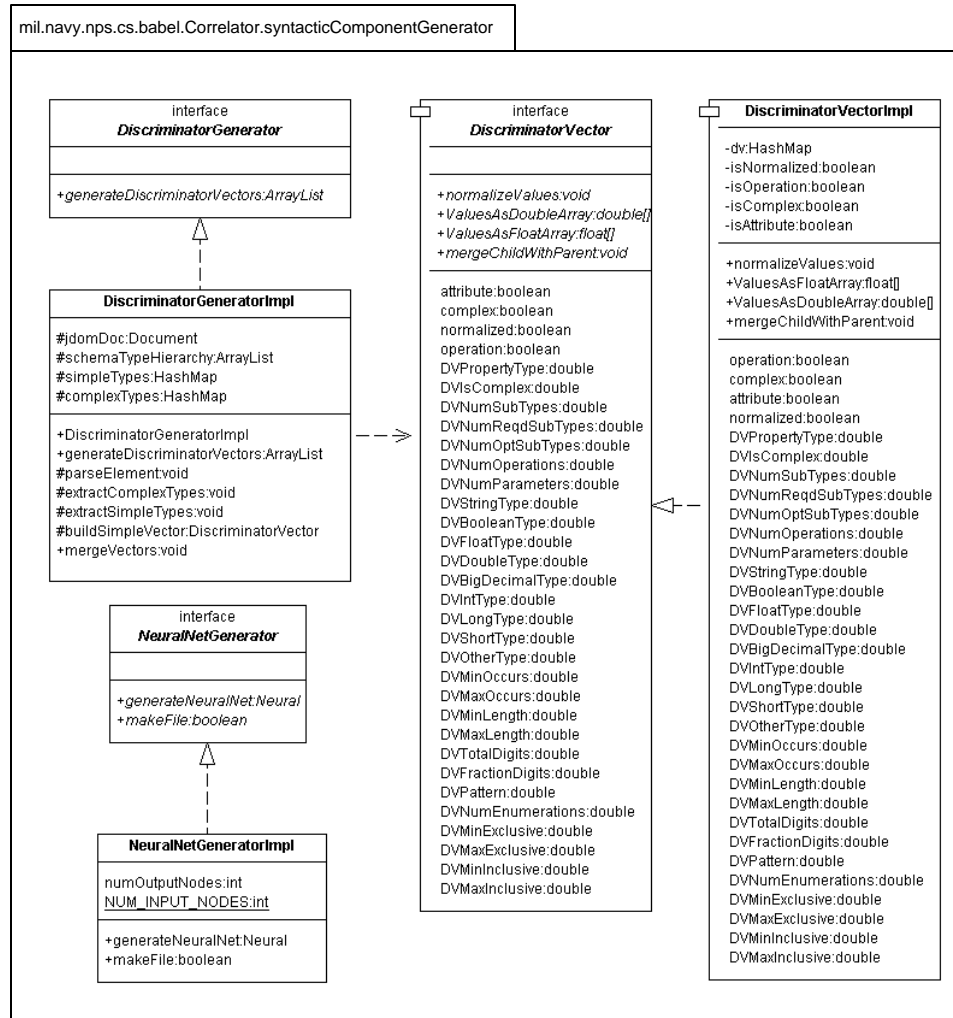 mil.navy.nps.cs.babel.Correlator.syntacticComponentGenerator
interface
DiscriminatorGenerator
+generateDiscriminatorVectors:ArrayList
DiscriminatorGeneratorImpl
#jdomDoc:Document
#schemaTypeHierarchy:ArrayList
#simpleTypes:HashMap
#complexTypes:HashMap
+DiscriminatorGeneratorImpl
+generateDiscriminatorVectors:ArrayList
#parseElement:void
#extractComplexTypes:void
#extractSimpleTypes:void
#buildSimpleVector:DiscriminatorVector
+mergeVectors:void
interface
NeuralNetGenerator
+generateNeuralNet:Neural
+makeFile:boolean
NeuralNetGeneratorImpl
numOutputNodes:int
NUM_INPUT_NODES:int
+generateNeuralNet:Neural
+makeFile:boolean
interface
DiscriminatorVector
+normalizeValues:void
+ValuesAsDoubleArray:double[]
+ValuesAsFloatArray:float[]
+mergeChildWithParent:void
attribute:boolean
complex:boolean
normalized:boolean
operation:boolean
DVPropertyType:double
DVIsComplex:double
DVNumSubTypes:double
DVNumReqdSubTypes:double
DVNumOptSubTypes:double
DVNumOperations:double
DVNumParameters:double
DVStringType:double
DVBooleanType:double
DVFloatType:double
DVDoubleType:double
DVBigDecimalType:double
DVIntType:double
DVLongType:double
DVShortType:double
DVOtherType:double
DVMinOccurs:double
DVMaxOccurs:double
DVMinLength:double
DVMaxLength:double
DVTotalDigits:double
DVFractionDigits:double
DVPattern:double
DVNumEnumerations:double
DVMinExclusive:double
DVMaxExclusive:double
DVMinInclusive:double
DVMaxInclusive:double
DiscriminatorVectorImpl
-dv:HashMap
-isNormalized:boolean
-isOperation:boolean
-isComplex:boolean
-isAttribute:boolean
+normalizeValues:void
+ValuesAsFloatArray:float[]
+ValuesAsDoubleArray:double[]
+mergeChildWithParent:void
operation:boolean
complex:boolean
attribute:boolean
normalized:boolean
DVPropertyType:double
DVIsComplex:double
DVNumSubTypes:double
DVNumReqdSubTypes:double
DVNumOptSubTypes:double
DVNumOperations:double
DVNumParameters:double
DVStringType:double
DVBooleanType:double
DVFloatType:double
DVDoubleType:double
DVBigDecimalType:double
DVIntType:double
DVLongType:double
DVShortType:double
DVOtherType:double
DVMinOccurs:double
DVMaxOccurs:double
DVMinLength:double
DVMaxLength:double
DVTotalDigits:double
DVFractionDigits:double
DVPattern:double
DVNumEnumerations:double
DVMinExclusive:double
DVMaxExclusive:double
DVMinInclusive:double
DVMaxInclusive:double